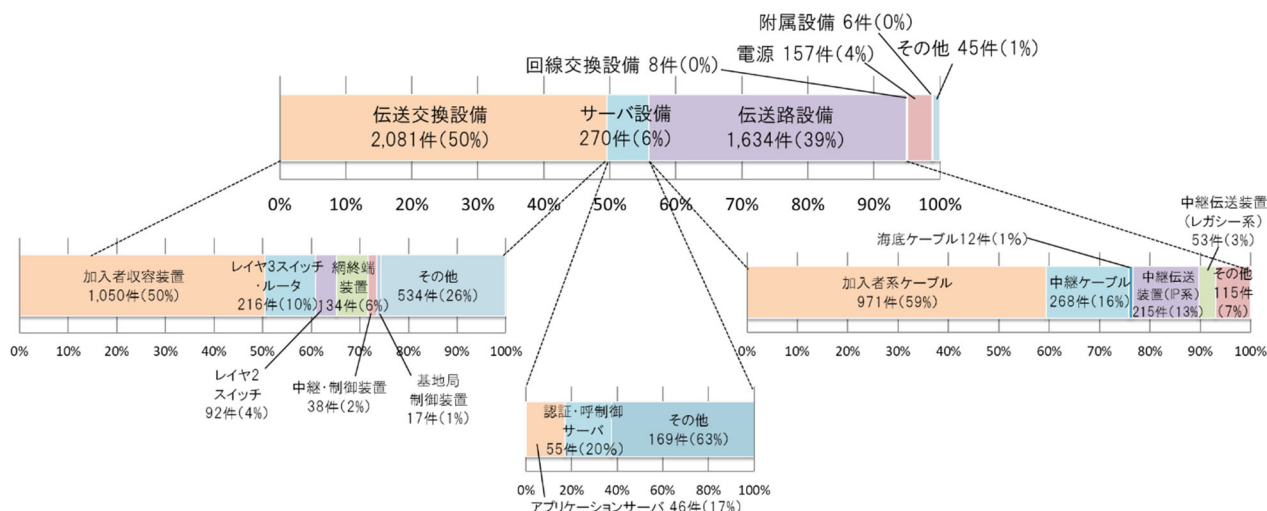 附属設備 6件(0%)
電源 157件(4%)
その他 45件(1%)
回線交換設備 8件(0%)
伝送交換設備
2,081件(50%)
サーバ設備
270件(6%)
伝送路設備
1,634件(39%)
0% 10% 20% 30% 40% 50% 60% 70% 80% 90% 100%
加入者収容装置
1,050件(50%)
レイヤ3スイッチ
・ルータ
216件(10%)
網終端
装置
134件(6%)
その他
534件(26%)
0% 10% 20% 30% 40% 50% 60% 70% 80% 90% 100%
レイヤ2
スイッチ
92件(4%)
中継・制御装置
38件(2%)
基地局
制御装置
17件(1%)
認証・呼制御
サーバ
55件(20%)
その他
169件(63%)
0% 20% 40% 60% 80% 100%
アプリケーションサーバ 46件(17%)
中継伝送装置
(レガシー系)
53件(3%)
海底ケーブル12件(1%)
加入者系ケーブル
971件(59%)
中継ケーブル
268件(16%)
中継伝送
装置(IP系)
215件(13%)
その他
115件
(7%)
0% 10% 20% 30% 40% 50% 60% 70% 80% 90% 100%